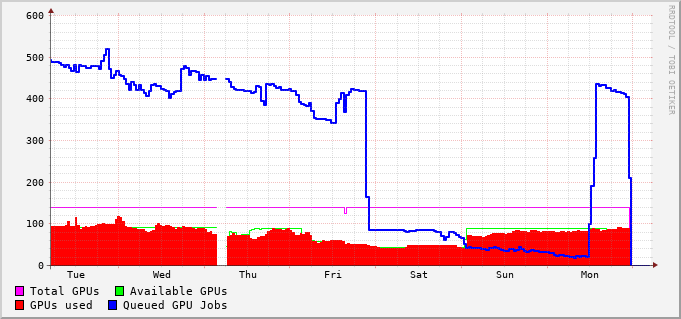 600
500
400
300
200
100
0
Tue Wed Thu Fri Sat Sun Mon
Total GPUs Available GPUs
GPUs used Queued GPU Jobs
RRDTOOL / TOBI OETIKER